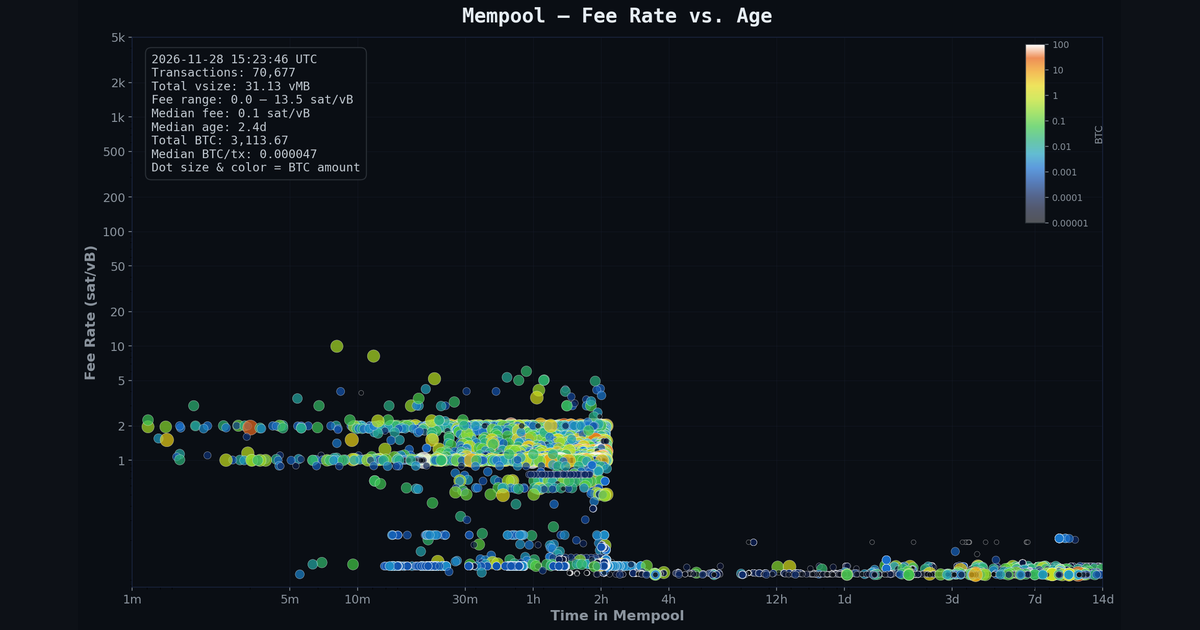 Mempool — Fee Rate vs. Age
2026-11-28 15:23:46 UTC
Transactions: 70,677
Total vsize: 31.13 vMB
Fee range: 0.0 – 13.5 sat/vB
Median fee: 0.1 sat/vB
Median age: 2.4d
Total BTC: 3,113.67
Median BTC/tx: 0.000047
Dot size & color = BTC amount
5k
2k
1k
500
200
100
50
20
10
5
2
1
Fee Rate (sat/vB)
100
10
1
0.1
0.01
0.001
0.0001
0.00001
BTC
1m
5m
10m
30m
1h
2h
4h
12h
1d
3d
7d
14d
Time in Mempool